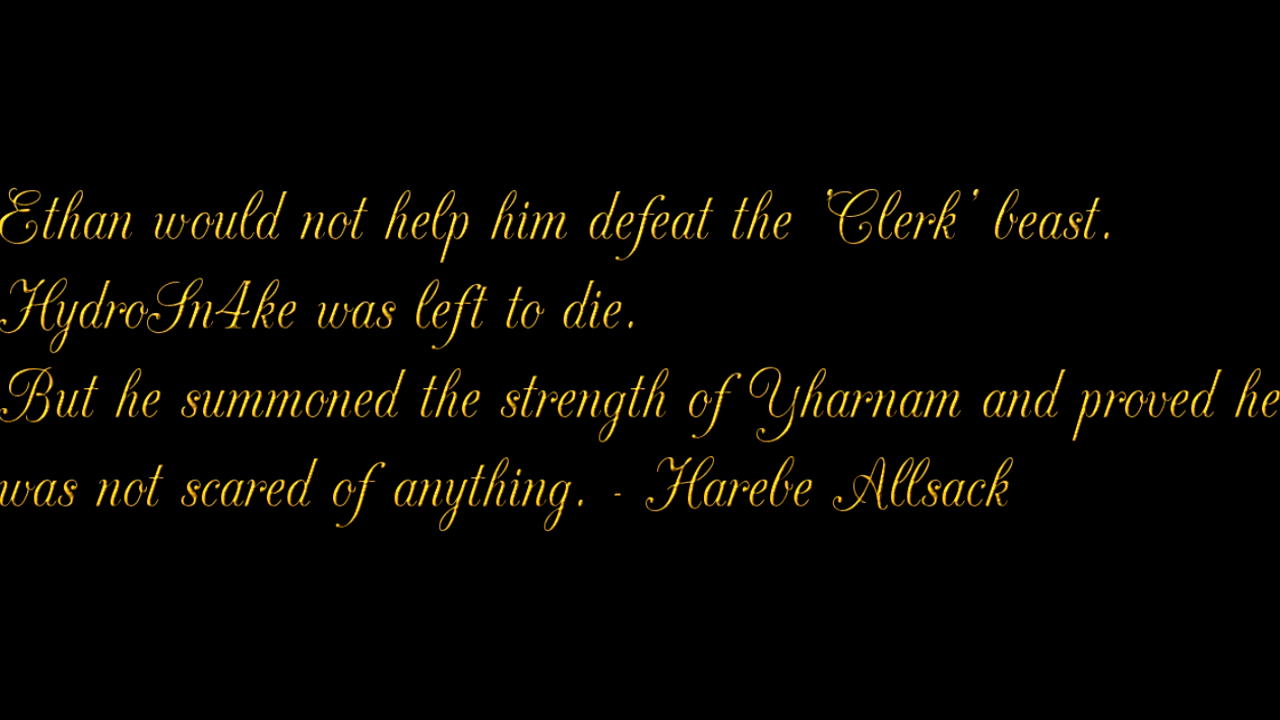 Ethan would not help him defeat the 'Clerk' beast.
HydroSn4ke was left to die.
But he summoned the strength of Yharnam and proved he
was not scared of anything. - Harebe Allsack